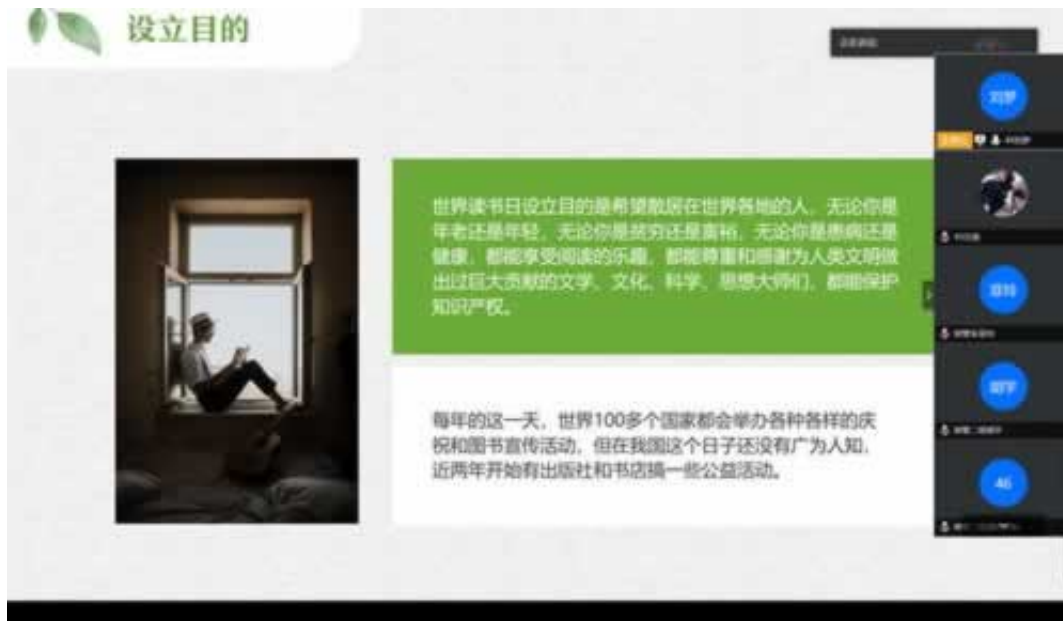 设立目的
世界读书日设立目的是希望散居在世界各地的人，无论你是
年老还是年轻，无论你是贫穷还是富裕，无论你是患病还是
健康，都能享受阅读的乐趣，都能尊重和感谢为人类文明做
出过巨大贡献的文学、文化、科学、思想大师们，都能保护
知识产权。
每年的这一天，世界100多个国家都会举办各种各样的庆
祝和图书宣传活动，但在我国这个日子还没有广为人知，
近两年开始有出版社和书店搞一些公益活动。
刘梦
46